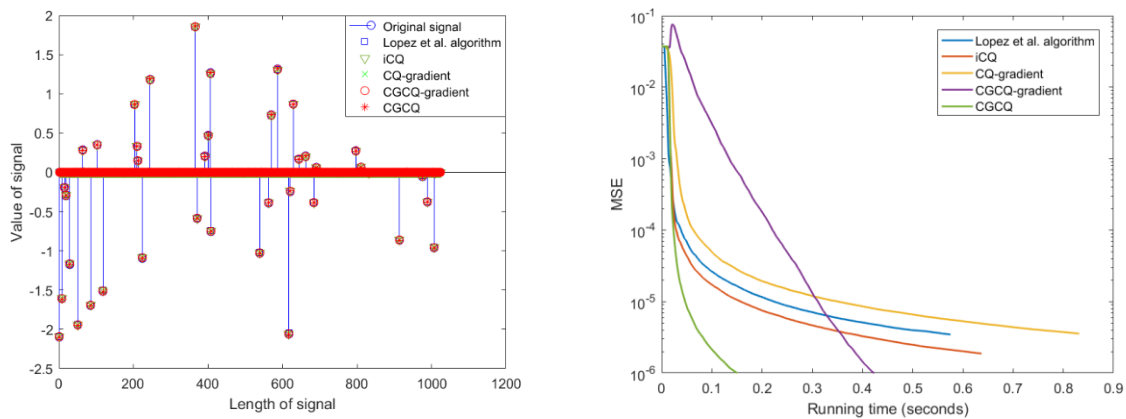 2
1.5
1
0.5
0
-0.5
-1
-1.5
-2
-2.5
Value of signal
0
200
400
600
800
1000
1200
Length of signal
Original signal
Lopez et al. algorithm
iCQ
CQ-gradient
CGCQ-gradient
CGCQ
10^-1
10^-2
10^-3
10^-4
10^-5
10^-6
MSE
0
0.1
0.2
0.3
0.4
0.5
0.6
0.7
0.8
0.9
Running time (seconds)
Lopez et al. algorithm
iCQ
CQ-gradient
CGCQ-gradient
CGCQ